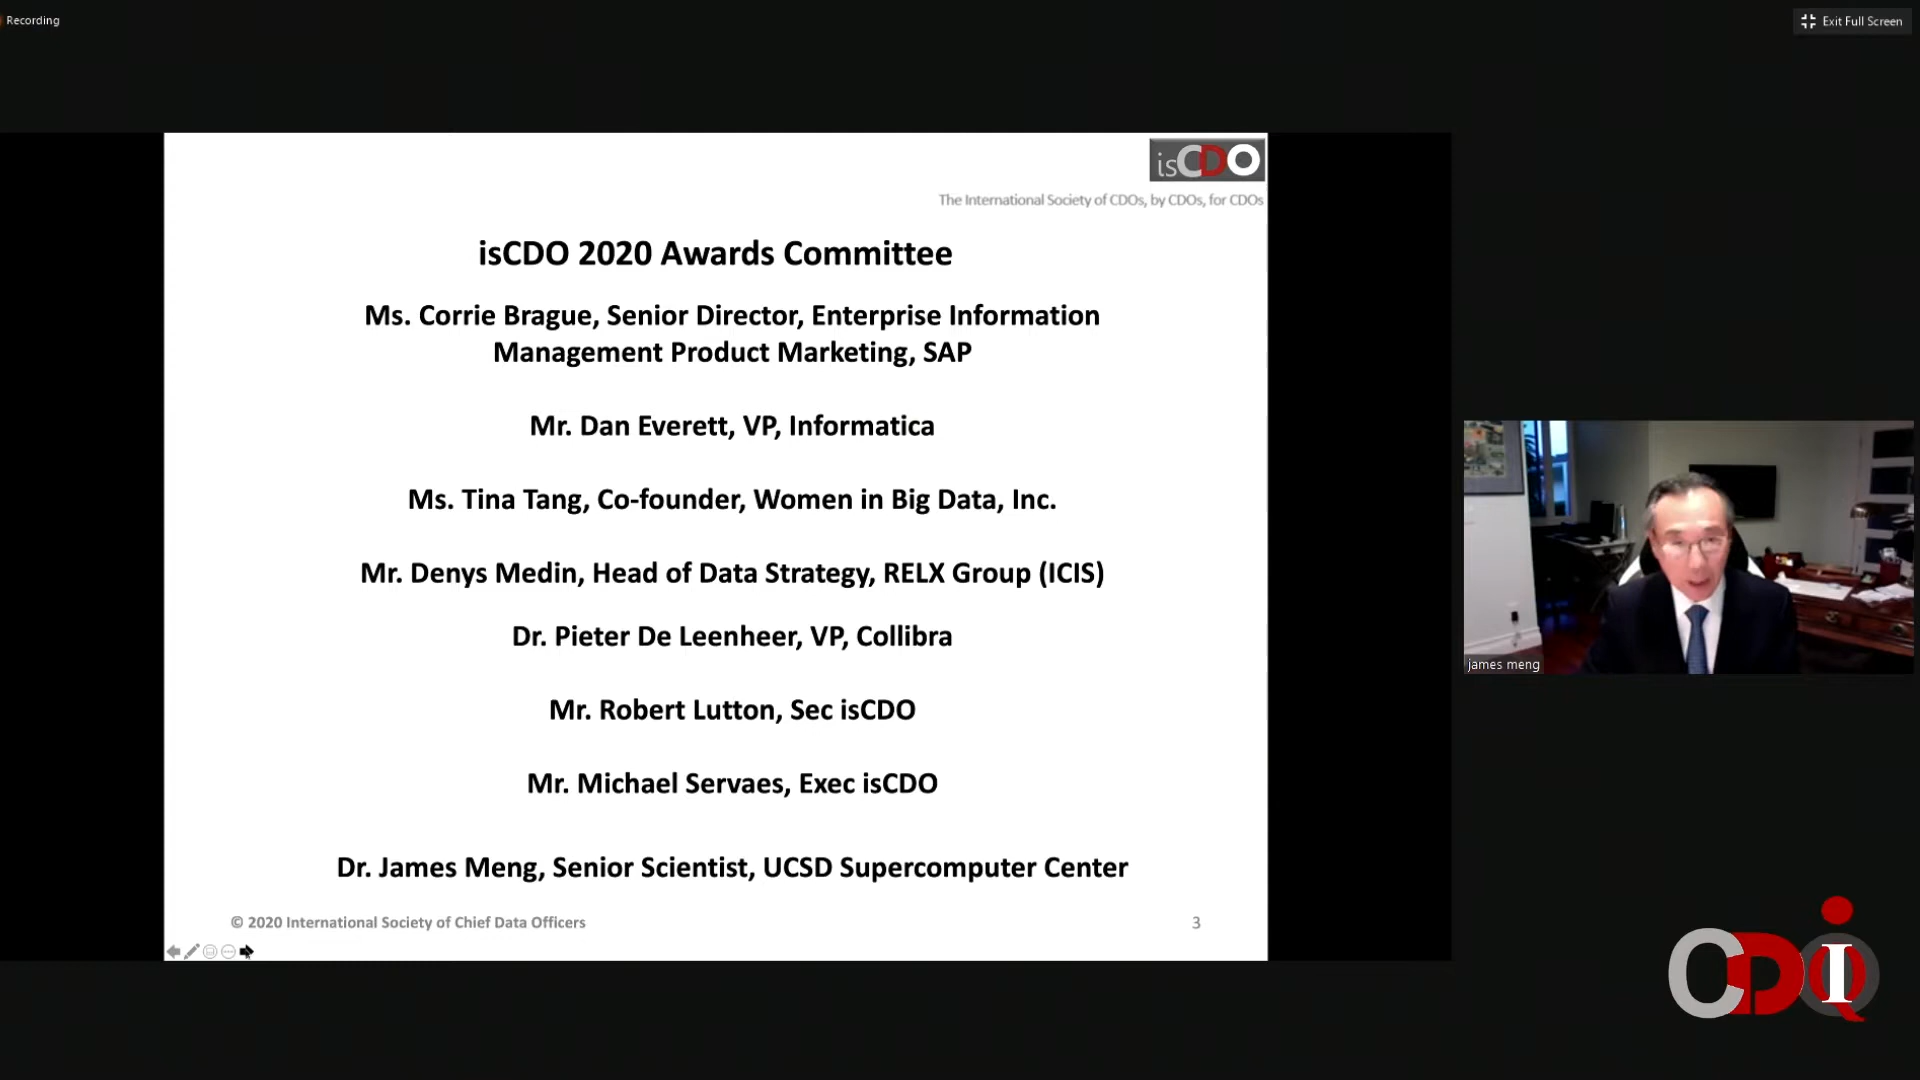 Recording
Exit Full Screen
isCDO
The International Society of CDOs, by CDOs, for CDOs
isCDO 2020 Awards Committee
Ms. Corrie Brague, Senior Director, Enterprise Information
Management Product Marketing, SAP
Mr. Dan Everett, VP, Informatica
Ms. Tina Tang, Co-founder, Women in Big Data, Inc.
Mr. Denys Medin, Head of Data Strategy, RELX Group (ICIS)
Dr. Pieter De Leenheer, VP, Collibra
Mr. Robert Lutton, Sec isCDO
Mr. Michael Servaes, Exec isCDO
Dr. James Meng, Senior Scientist, UCSD Supercomputer Center
© 2020 International Society of Chief Data Officers
3
james meng
CDOIQ